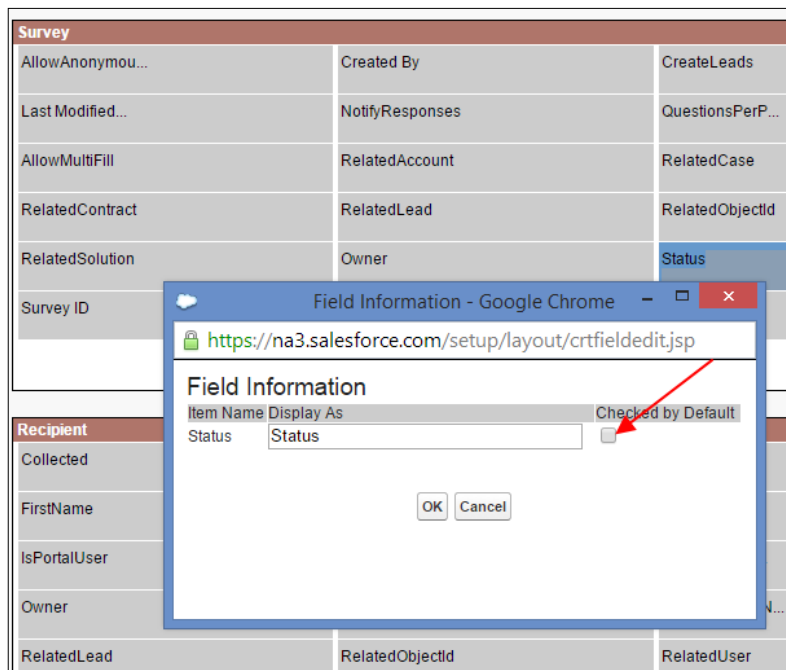 Survey
AllowAnonymou... Created By CreateLeads
Last Modified... NotifyResponses QuestionsPerP...
AllowMultiFill RelatedAccount RelatedCase
RelatedContract RelatedLead RelatedObjectId
RelatedSolution Owner Status
Survey ID
Field Information - Google Chrome
https://na3.salesforce.com/setup/layout/crtfieldedit.jsp
Field Information
Item Name Display As Checked by Default
Status Status
OK Cancel
Recipient
Collected
FirstName
IsPortalUser
Owner
RelatedLead RelatedObjectId RelatedUser